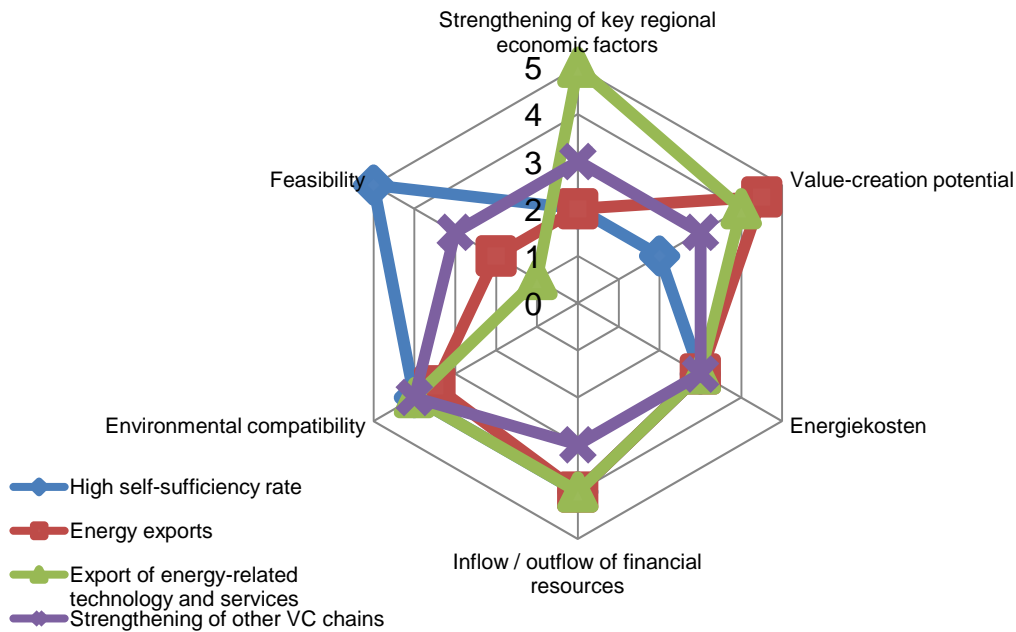 Strengthening of key regional
economic factors
5
4
3
2
1
0
Feasibility
Value-creation potential
Environmental compatibility
Energiekosten
Inflow / outflow of financial
resources
High self-sufficiency rate
Energy exports
Export of energy-related
technology and services
Strengthening of other VC chains